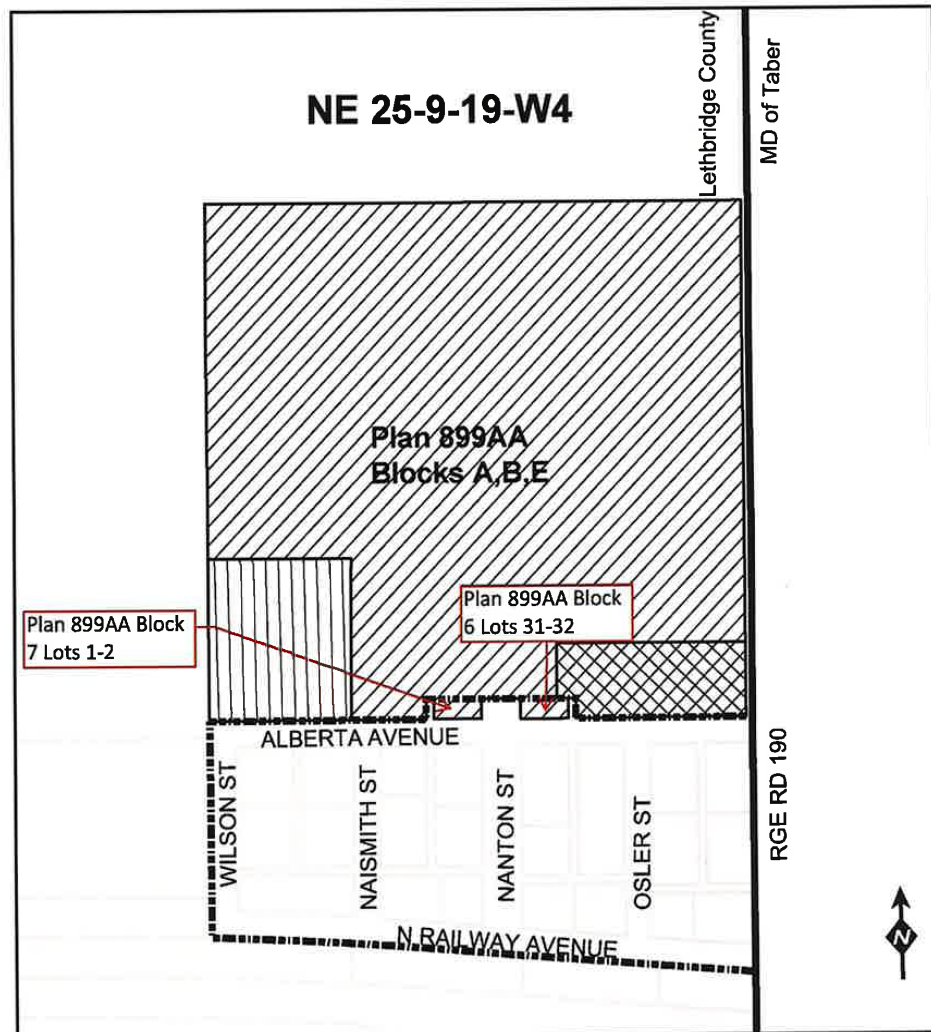 NE 25-9-19-W4
Lethbridge County
MD of Taber
Plan 899AA
Blocks A,B,E
Plan 899AA Block
6 Lots 31-32
Plan 899AA Block
7 Lots 1-2
ALBERTA AVENUE
WILSON ST
NAISMITH ST
NANTON ST
OSLER ST
RGE RD 190
N RAILWAY AVENUE
N